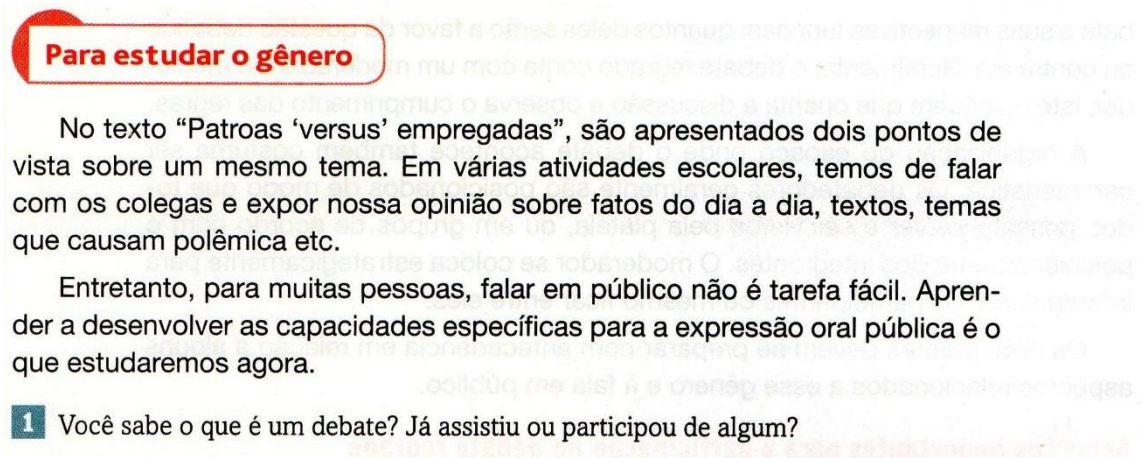 Para estudar o gênero
No texto “Patroas ‘versus’ empregadas”, são apresentados dois pontos de
vista sobre um mesmo tema. Em várias atividades escolares, temos de falar
com os colegas e expor nossa opinião sobre fatos do dia a dia, textos, temas
que causam polêmica etc.
Entretanto, para muitas pessoas, falar em público não é tarefa fácil. Apren-
der a desenvolver as capacidades específicas para a expressão oral pública é o
que estudaremos agora.
1 Você sabe o que é um debate? Já assistiu ou participou de algum?